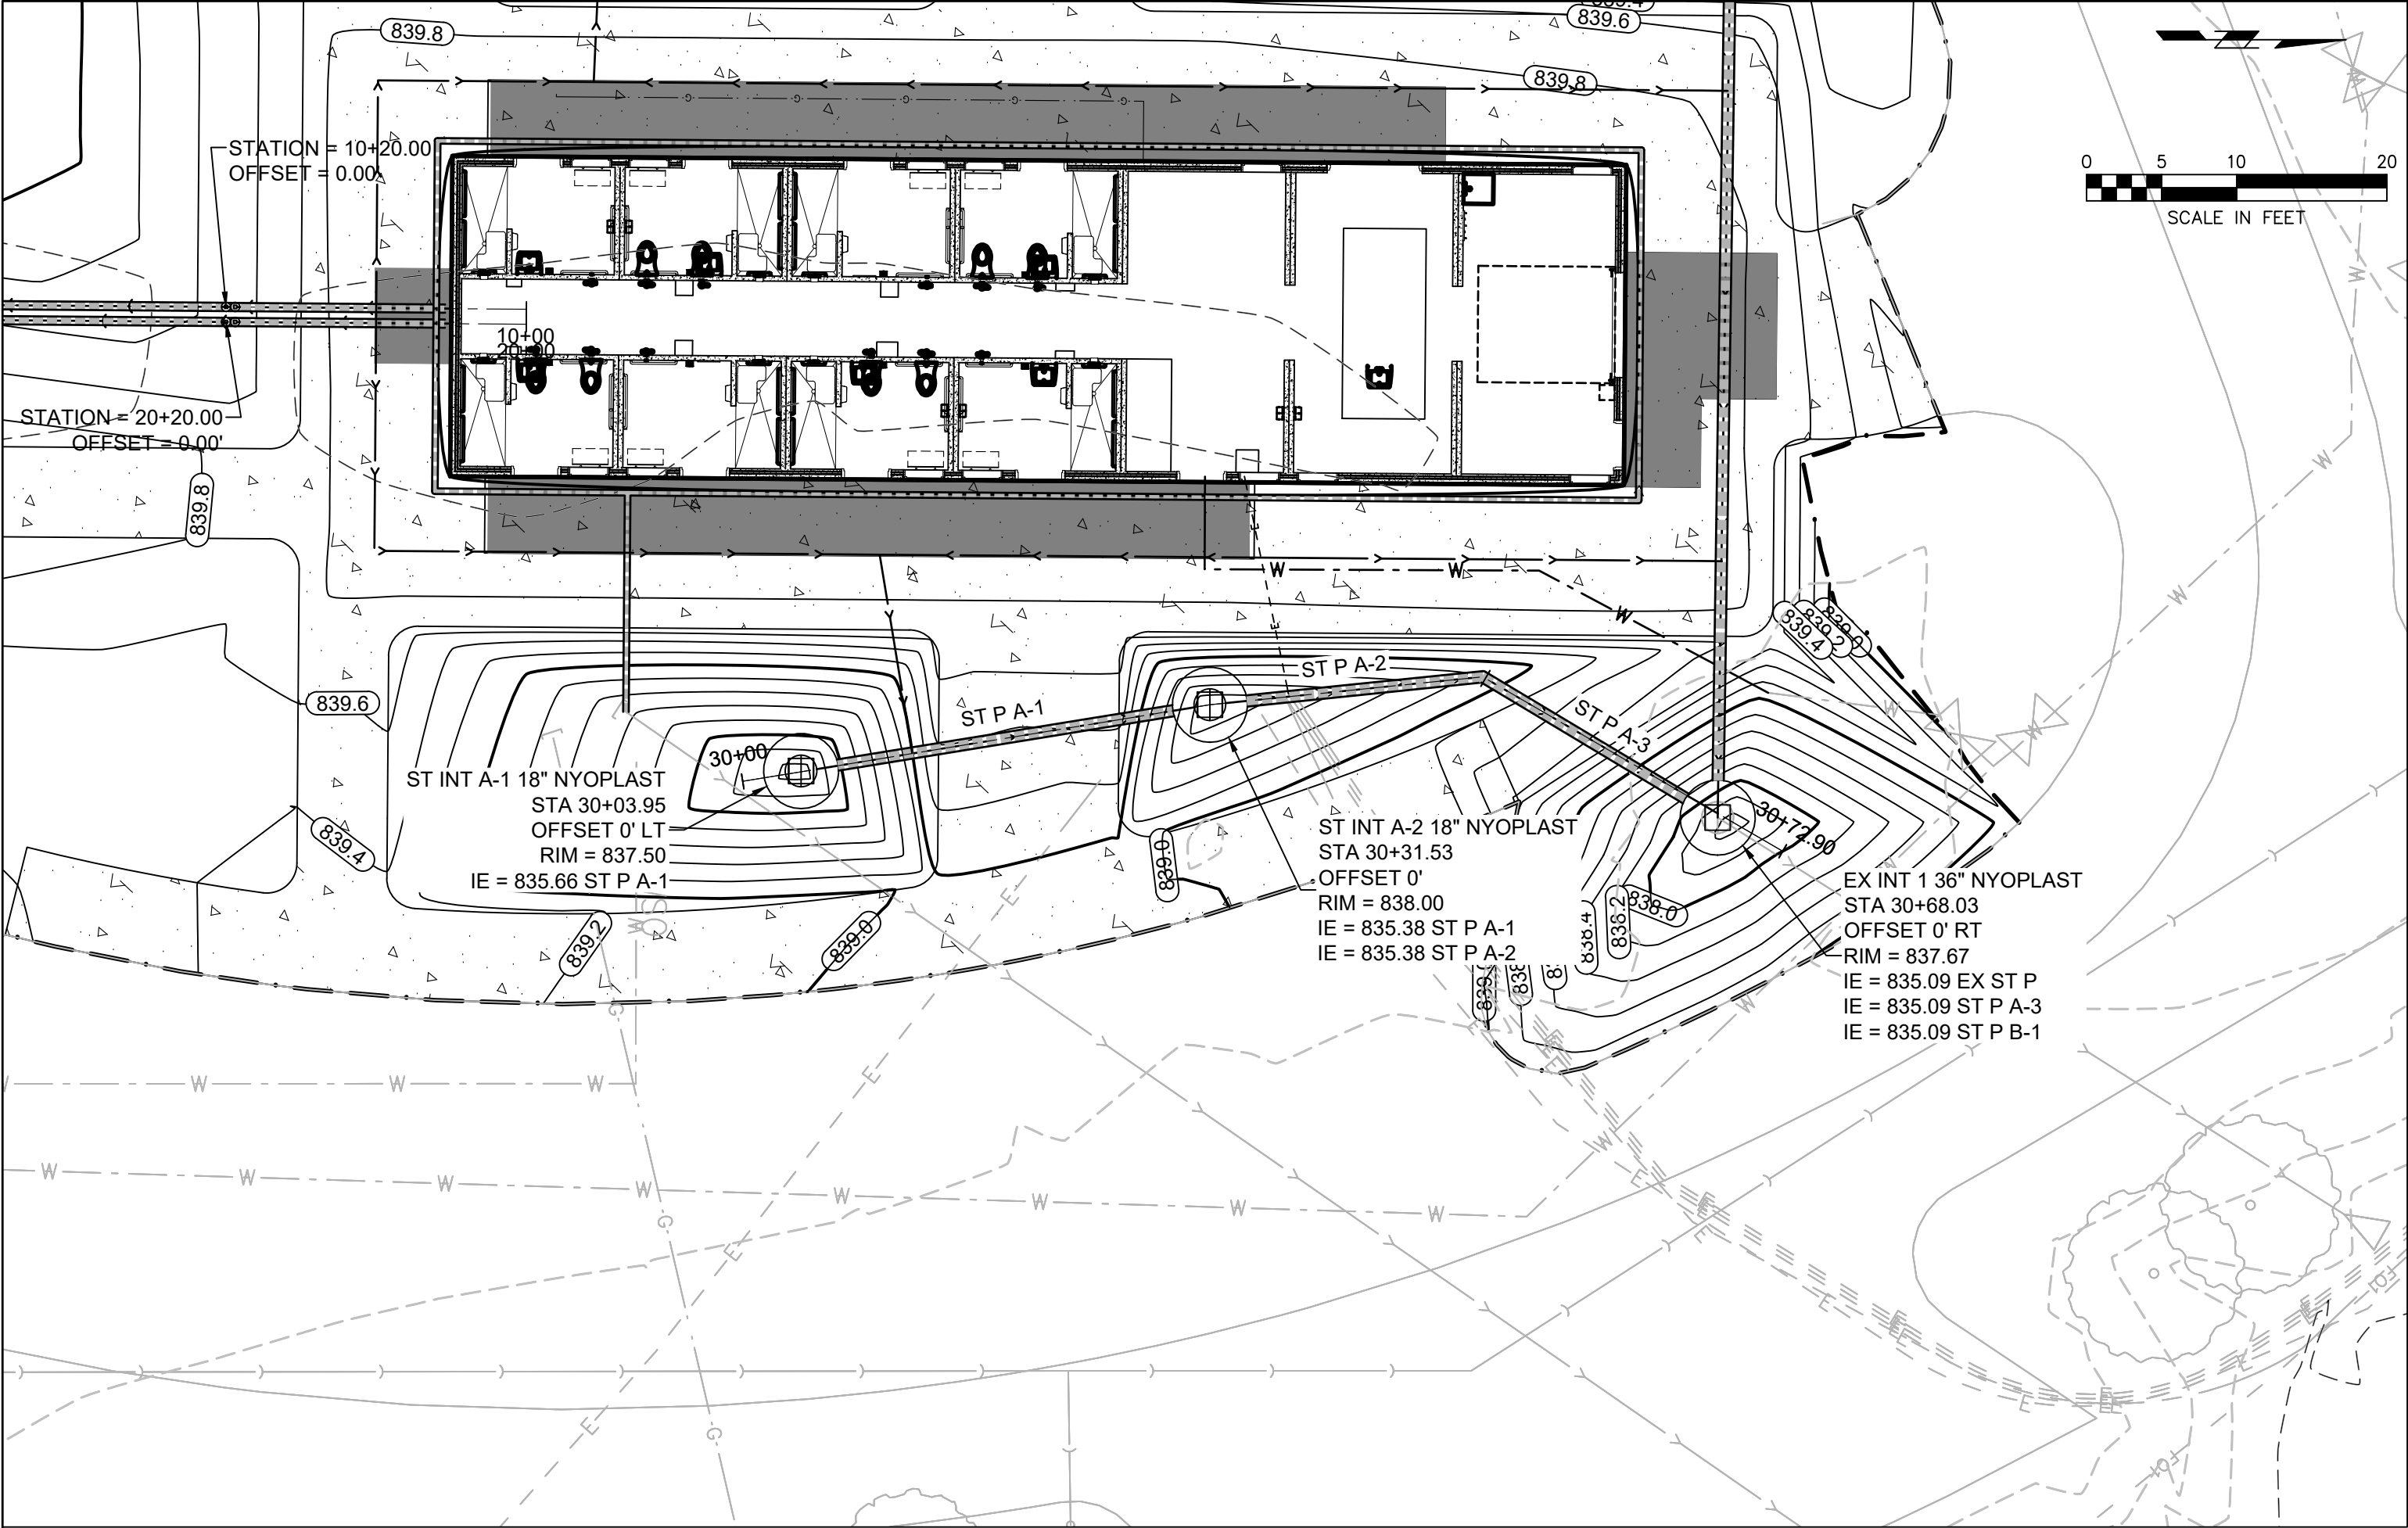 839.6
839.8
839.8
0 5 10 20
SCALE IN FEET
STATION = 10+20.00
OFFSET = 0.00'
10+00
20+00
STATION = 20+20.00
OFFSET = 0.00'
839.8
W W
W
W
W
839.0
839.2
839.4
839.6
ST P A-1
ST P A-2
ST P A-3
30+00
ST INT A-1 18" NYOPLAST
STA 30+03.95
OFFSET 0' LT
RIM = 837.50
IE = 835.66 ST P A-1
839.4
839.0
ST INT A-2 18" NYOPLAST
STA 30+31.53
OFFSET 0'
RIM = 838.00
IE = 835.38 ST P A-1
IE = 835.38 ST P A-2
30+72.90
EX INT 1 36" NYOPLAST
STA 30+68.03
OFFSET 0' RT
RIM = 837.67
IE = 835.09 EX ST P
IE = 835.09 ST P A-3
IE = 835.09 ST P B-1
838.0
838.2
838.4
839.2
839.0
W W W
W W W W W W W W
G
G
G
E
E
E
E